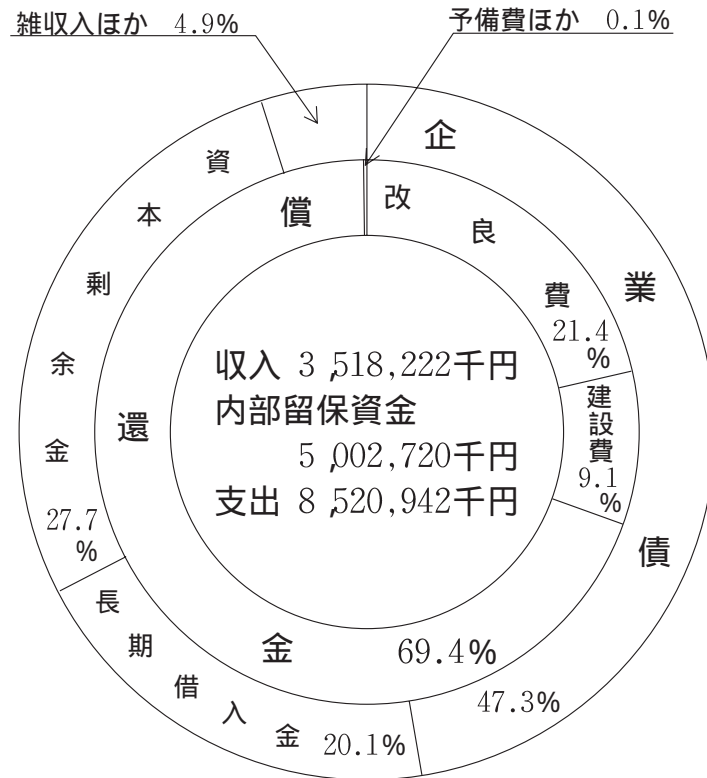 雑収入ほか 4.9%
予備費ほか 0.1%
企業債 47.3%
長期借入金 20.1%
資本剰余金 27.7%
改良費 21.4%
建設費 9.1%
償還金 69.4%
収入 3,518,222千円
内部留保資金
5,002,720千円
支出 8,520,942千円